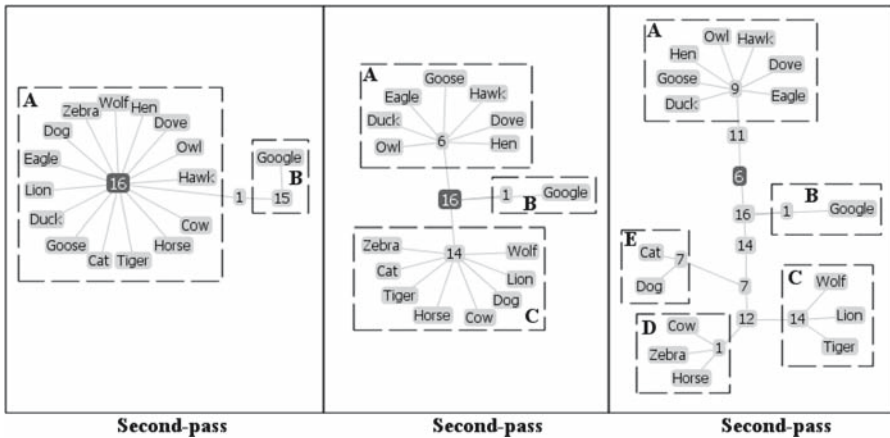 A
Wolf
Zebra
Hen
Dog
Dove
Eagle
Owl
Lion
16
Hawk
Duck
Cow
Goose
Horse
Cat
Tiger
1
Google
B
15
Second-pass
A
Goose
Eagle
Hawk
Duck
Dove
Owl
6
Hen
16
1
Google
B
Zebra
14
Wolf
Cat
Lion
Tiger
Dog
Horse
Cow
C
Second-pass
A
Owl
Hawk
Hen
Dove
Goose
9
Eagle
Duck
11
6
B
16
1
Google
E
14
Cat
7
Dog
7
C
Wolf
D
12
14
Lion
Cow
Tiger
1
Zebra
Horse
Second-pass